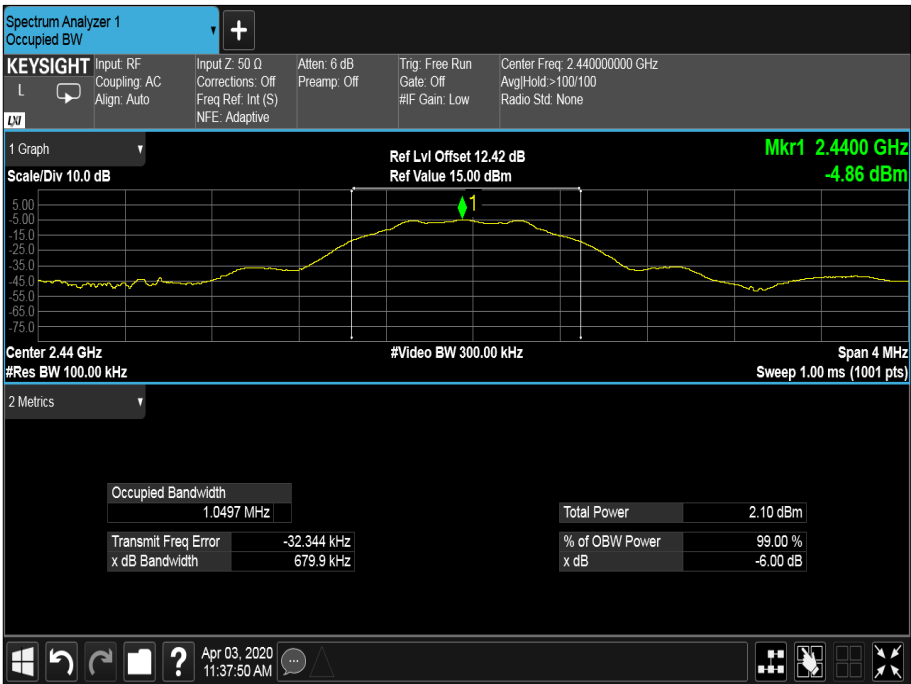 Spectrum Analyzer 1
Occupied BW
+
KEYSIGHT
L
LXI
Input: RF
Coupling: AC
Align: Auto
Input Z: 50 Ω
Corrections: Off
Freq Ref: Int (S)
NFE: Adaptive
Atten: 6 dB
Preamp: Off
Trig: Free Run
Gate: Off
#IF Gain: Low
Center Freq: 2.440000000 GHz
Avg|Hold:>100/100
Radio Std: None
1 Graph
Scale/Div 10.0 dB
Ref Lvl Offset 12.42 dB
Ref Value 15.00 dBm
Mkr1 2.4400 GHz
-4.86 dBm
1
5.00
-5.00
-15.0
-25.0
-35.0
-45.0
-55.0
-65.0
-75.0
Center 2.44 GHz
#Res BW 100.00 kHz
#Video BW 300.00 kHz
Span 4 MHz
Sweep 1.00 ms (1001 pts)
2 Metrics
Occupied Bandwidth
1.0497 MHz
Total Power 2.10 dBm
Transmit Freq Error -32.344 kHz
% of OBW Power 99.00 %
x dB Bandwidth 679.9 kHz
x dB -6.00 dB
?
Apr 03, 2020
11:37:50 AM